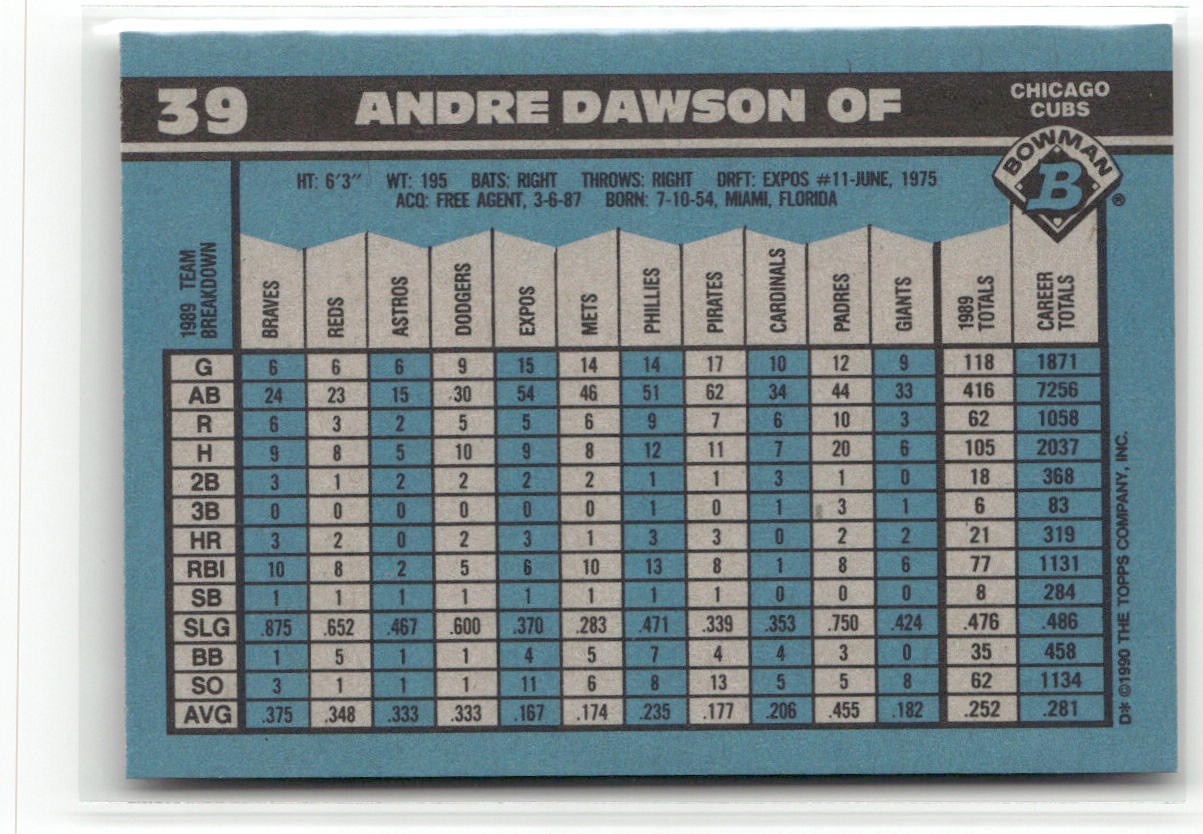 39 ANDRE DAWSON OF CHICAGO CUBS
BOWMAN
B ®
HT: 6'3" WT: 195 BATS: RIGHT THROWS: RIGHT DRFT: EXPOS #11-JUNE, 1975
ACQ: FREE AGENT, 3-6-87 BORN: 7-10-54, MIAMI, FLORIDA
1989 TEAM BREAKDOWN BRAVES REDS ASTROS DODGERS EXPOS METS PHILLIES PIRATES CARDINALS PADRES GIANTS 1989 TOTALS CAREER TOTALS
G 6 6 6 9 15 14 14 17 10 12 9 118 1871
AB 24 23 15 30 54 46 51 62 34 44 33 416 7256
R 6 3 2 5 5 6 9 7 6 10 3 62 1058
H 9 8 5 10 9 8 12 11 7 20 6 105 2037
2B 3 1 2 2 2 2 1 1 3 1 0 18 368
3B 0 0 0 0 0 0 1 0 1 3 1 6 83
HR 3 2 0 2 3 1 3 3 0 2 2 21 319
RBI 10 8 2 5 6 10 13 8 1 8 6 77 1131
SB 1 1 1 1 1 1 1 1 0 0 0 8 284
SLG .875 .652 .467 .600 .370 .283 .471 .339 .353 .750 .424 .476 .486
BB 1 5 1 1 4 5 7 4 4 3 0 35 458
SO 3 1 1 1 11 6 8 13 5 5 8 62 1134
AVG .375 .348 .333 .333 .167 .174 .235 .177 .206 .455 .182 .252 .281
D* ©1990 THE TOPPS COMPANY, INC.